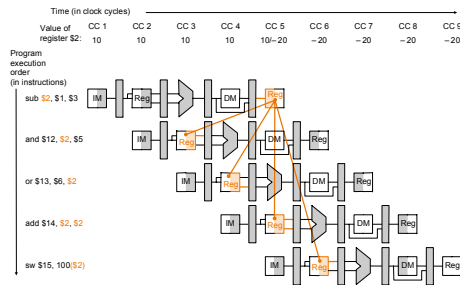 Time (in clock cycles)
CC 1 CC 2 CC 3 CC 4 CC 5 CC 6 CC 7 CC 8 CC 9
Value of register $2: 10 10 10 10 10/–20 –20 –20 –20 –20
Program
execution
order
(in instructions)
sub $2, $1, $3
IM Reg DM Reg
and $12, $2, $5
IM Reg DM Reg
or $13, $6, $2
IM Reg DM Reg
add $14, $2, $2
IM Reg DM Reg
sw $15, 100($2)
IM Reg DM Reg